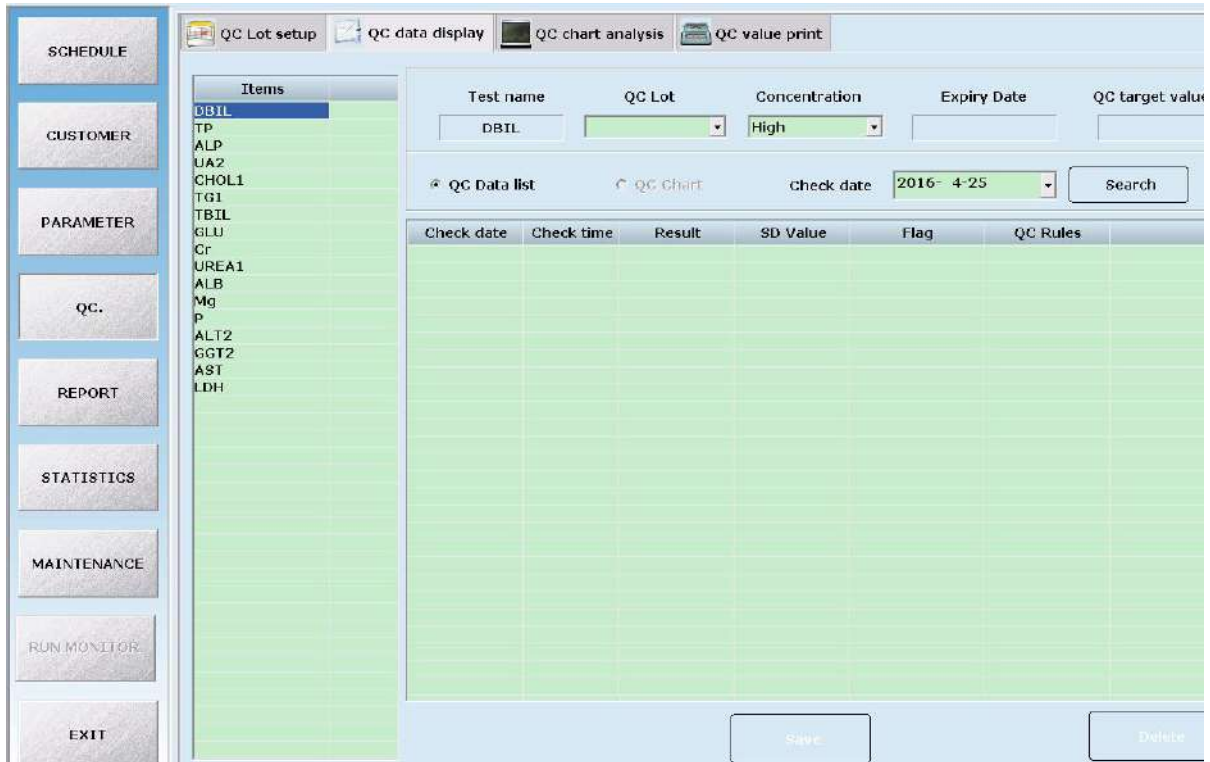 SCHEDULE
CUSTOMER
PARAMETER
QC.
REPORT
STATISTICS
MAINTENANCE
RUN MONITOR
EXIT
QC Lot setup QC data display QC chart analysis QC value print
Items
DBIL
TP
ALP
UA2
CHOL1
TG1
TBIL
GLU
Cr
UREA1
ALB
Mg
P
ALT2
GGT2
AST
LDH
Test name QC Lot Concentration Expiry Date QC target value
DBIL High
QC Data list QC Chart Check date 2016- 4-25 Search
Check date Check time Result SD Value Flag QC Rules
Save Delete